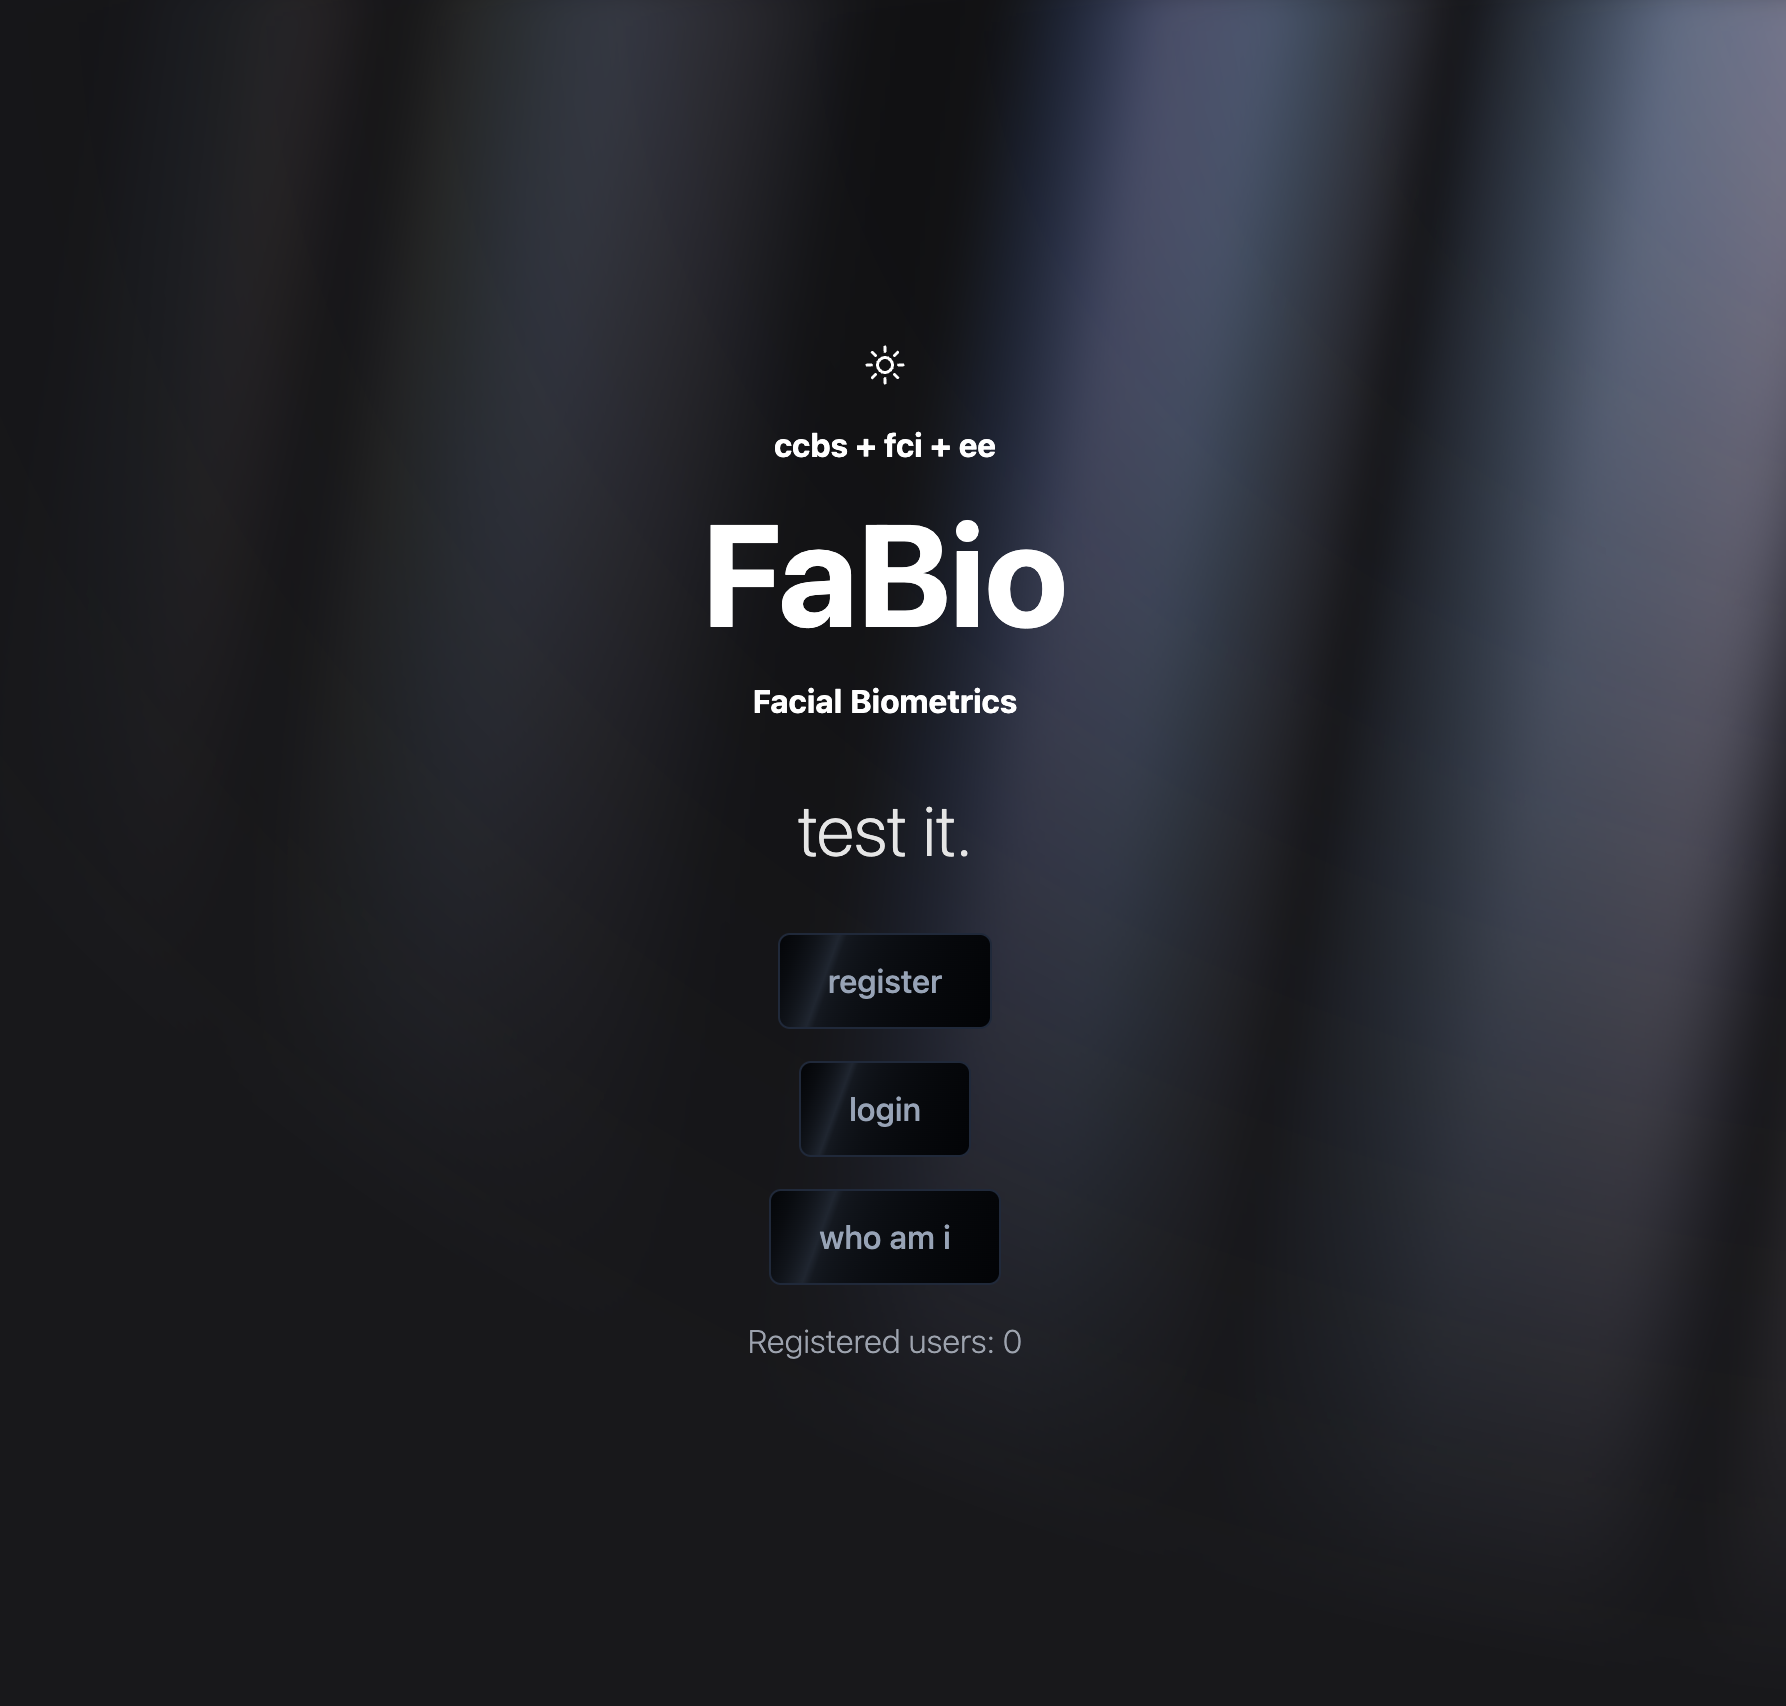 ccbs + fci + ee
FaBio
Facial Biometrics
test it.
register
login
who am i
Registered users: 0